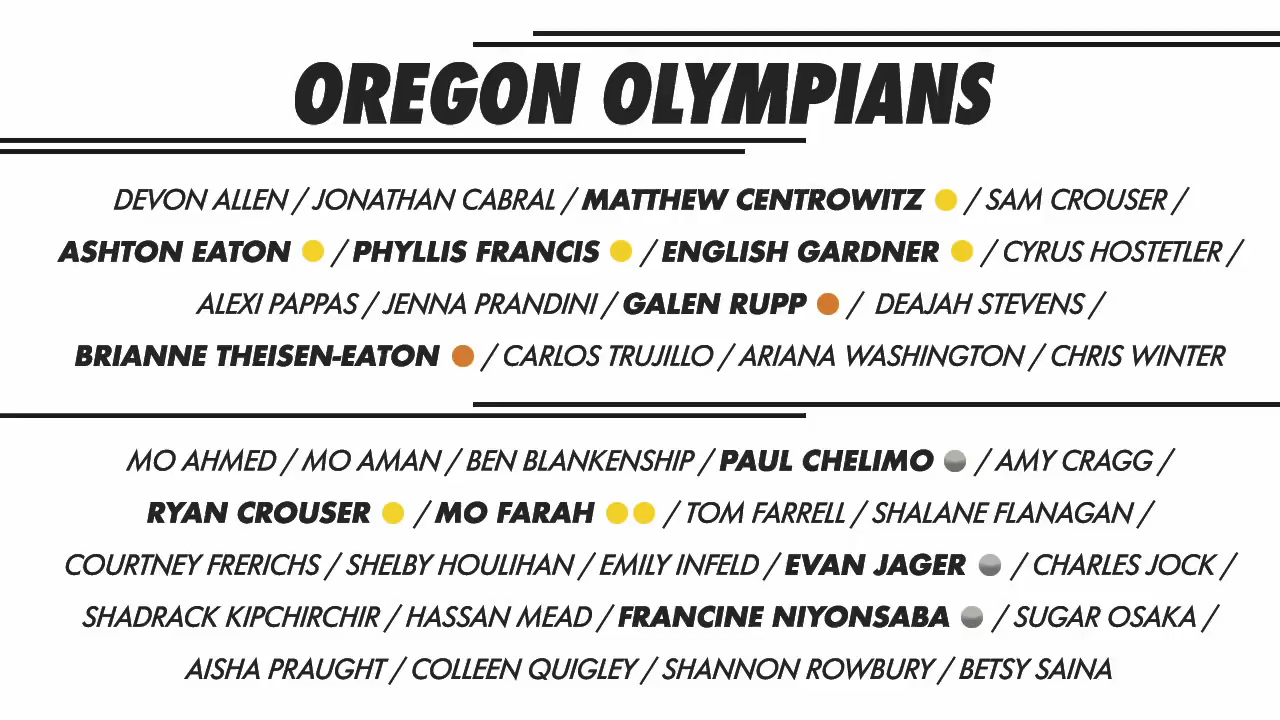 OREGON OLYMPIANS
DEVON ALLEN / JONATHAN CABRAL / MATTHEW CENTROWITZ / SAM CROUSER /
ASHTON EATON / PHYLLIS FRANCIS / ENGLISH GARDNER / CYRUS HOSTETLER /
ALEXI PAPPAS / JENNA PRANDINI / GALEN RUPP / DEAJAH STEVENS /
BRIANNE THEISEN-EATON / CARLOS TRUJILLO / ARIANA WASHINGTON / CHRIS WINTER
MO AHMED / MO AMAN / BEN BLANKENSHIP / PAUL CHELIMO / AMY CRAGG /
RYAN CROUSER / MO FARAH / TOM FARRELL / SHALANE FLANAGAN /
COURTNEY FRERICHS / SHELBY HOULIHAN / EMILY INFELD / EVAN JAGER / CHARLES JOCK /
SHADRACK KIPCHIRCHIR / HASSAN MEAD / FRANCINE NIYONSABA / SUGAR OSAKA /
AISHA PRAUGHT / COLLEEN QUIGLEY / SHANNON ROWBURY / BETSY SAINA